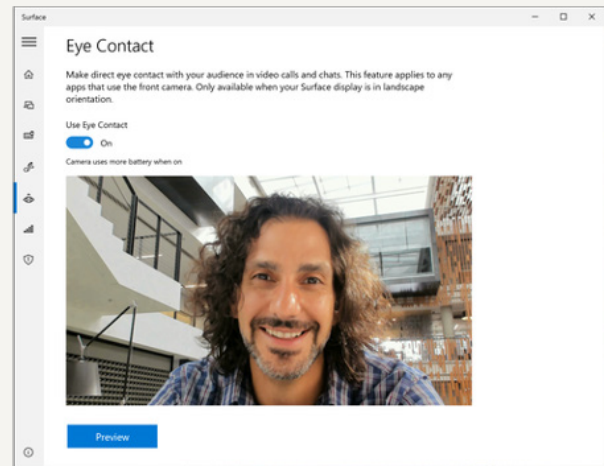 Surface
Eye Contact
Make direct eye contact with your audience in video calls and chats. This feature applies to any
apps that use the front camera. Only available when your Surface display is in landscape
orientation.
Use Eye Contact
On
Camera uses more battery when on
Preview